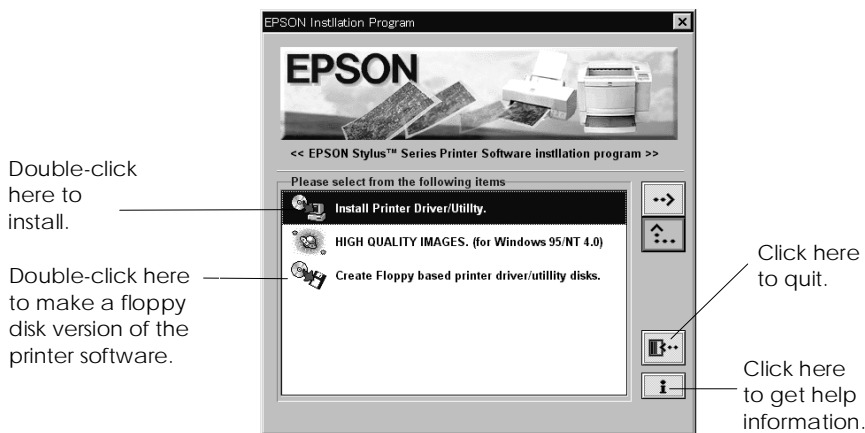 EPSON Instllation Program
EPSON
<< EPSON Stylus™ Series Printer Software instllation program >>
Please select from the following items
Install Printer Driver/Utility.
HIGH QUALITY IMAGES. (for Windows 95/NT 4.0)
Create Floppy based printer driver/utillity disks.
Double-click
here to
install.
Double-click here
to make a floppy
disk version of the
printer software.
Click here
to quit.
Click here
to get help
information.